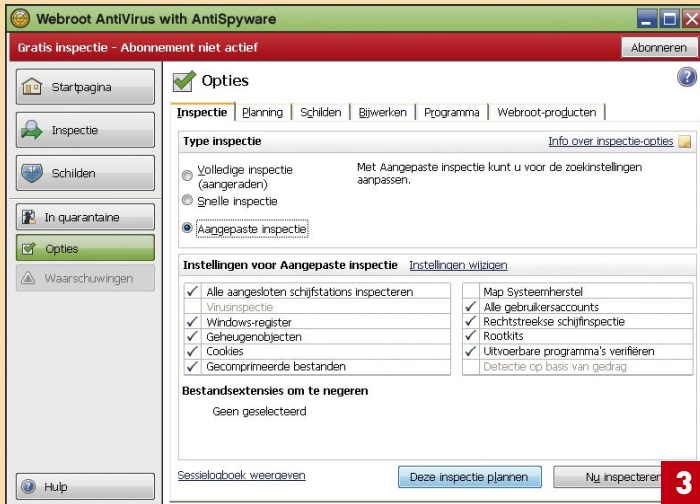 Webroot AntiVirus with AntiSpyware
Gratis inspectie – Abonnement niet actief
Abonneren
Startpagina
Inspectie
Schilden
In quarantaine
Opties
Waarschuwingen
Hulp
Opties
Inspectie
Planning
Schilden
Bijwerken
Programma
Webroot-producten
Type inspectie
Info over inspectie-opties
Volledige inspectie
(aangeraden)
Snelle inspectie
Aangepaste inspectie
Met Aangepaste inspectie kunt u voor de zoekinstellingen
aanpassen.
Instellingen voor Aangepaste inspectie
Instellingen wijzigen
Alle aangesloten schijfstations inspecteren
Virusinspectie
Windows-register
Geheugenobjecten
Cookies
Gecomprimeerde bestanden
Map Systeemherstel
Alle gebruikersaccounts
Rechtstreekse schijfinspectie
Rootkits
Uitvoerbare programma's verifiëren
Detectie op basis van gedrag
Bestandsextensies om te negeren
Geen geselecteerd
Sessielogboek weergeven
Deze inspectie plannen
Nu inspecteren
3